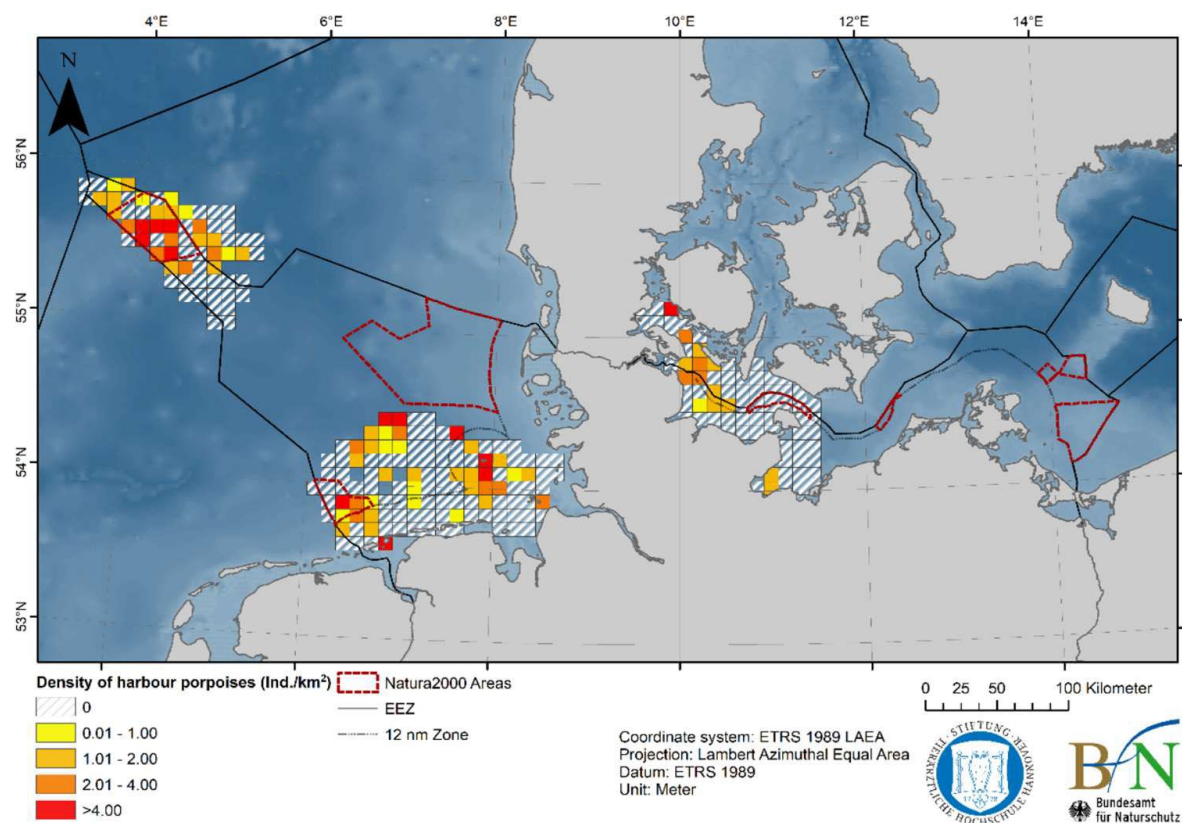 4°E 6°E 8°E 10°E 12°E 14°E
N
56°N
55°N
54°N
53°N
Density of harbour porpoises (Ind./km²)
0
0.01 - 1.00
1.01 - 2.00
2.01 - 4.00
>4.00
Natura2000 Areas
EEZ
12 nm Zone
Coordinate system: ETRS 1989 LAEA
Projection: Lambert Azimuthal Equal Area
Datum: ETRS 1989
Unit: Meter
0 25 50 100 Kilometer
STIFTUNG · TIERÄRZTLICHE HOCHSCHULE HANNOVER
BfN
Bundesamt
für Naturschutz